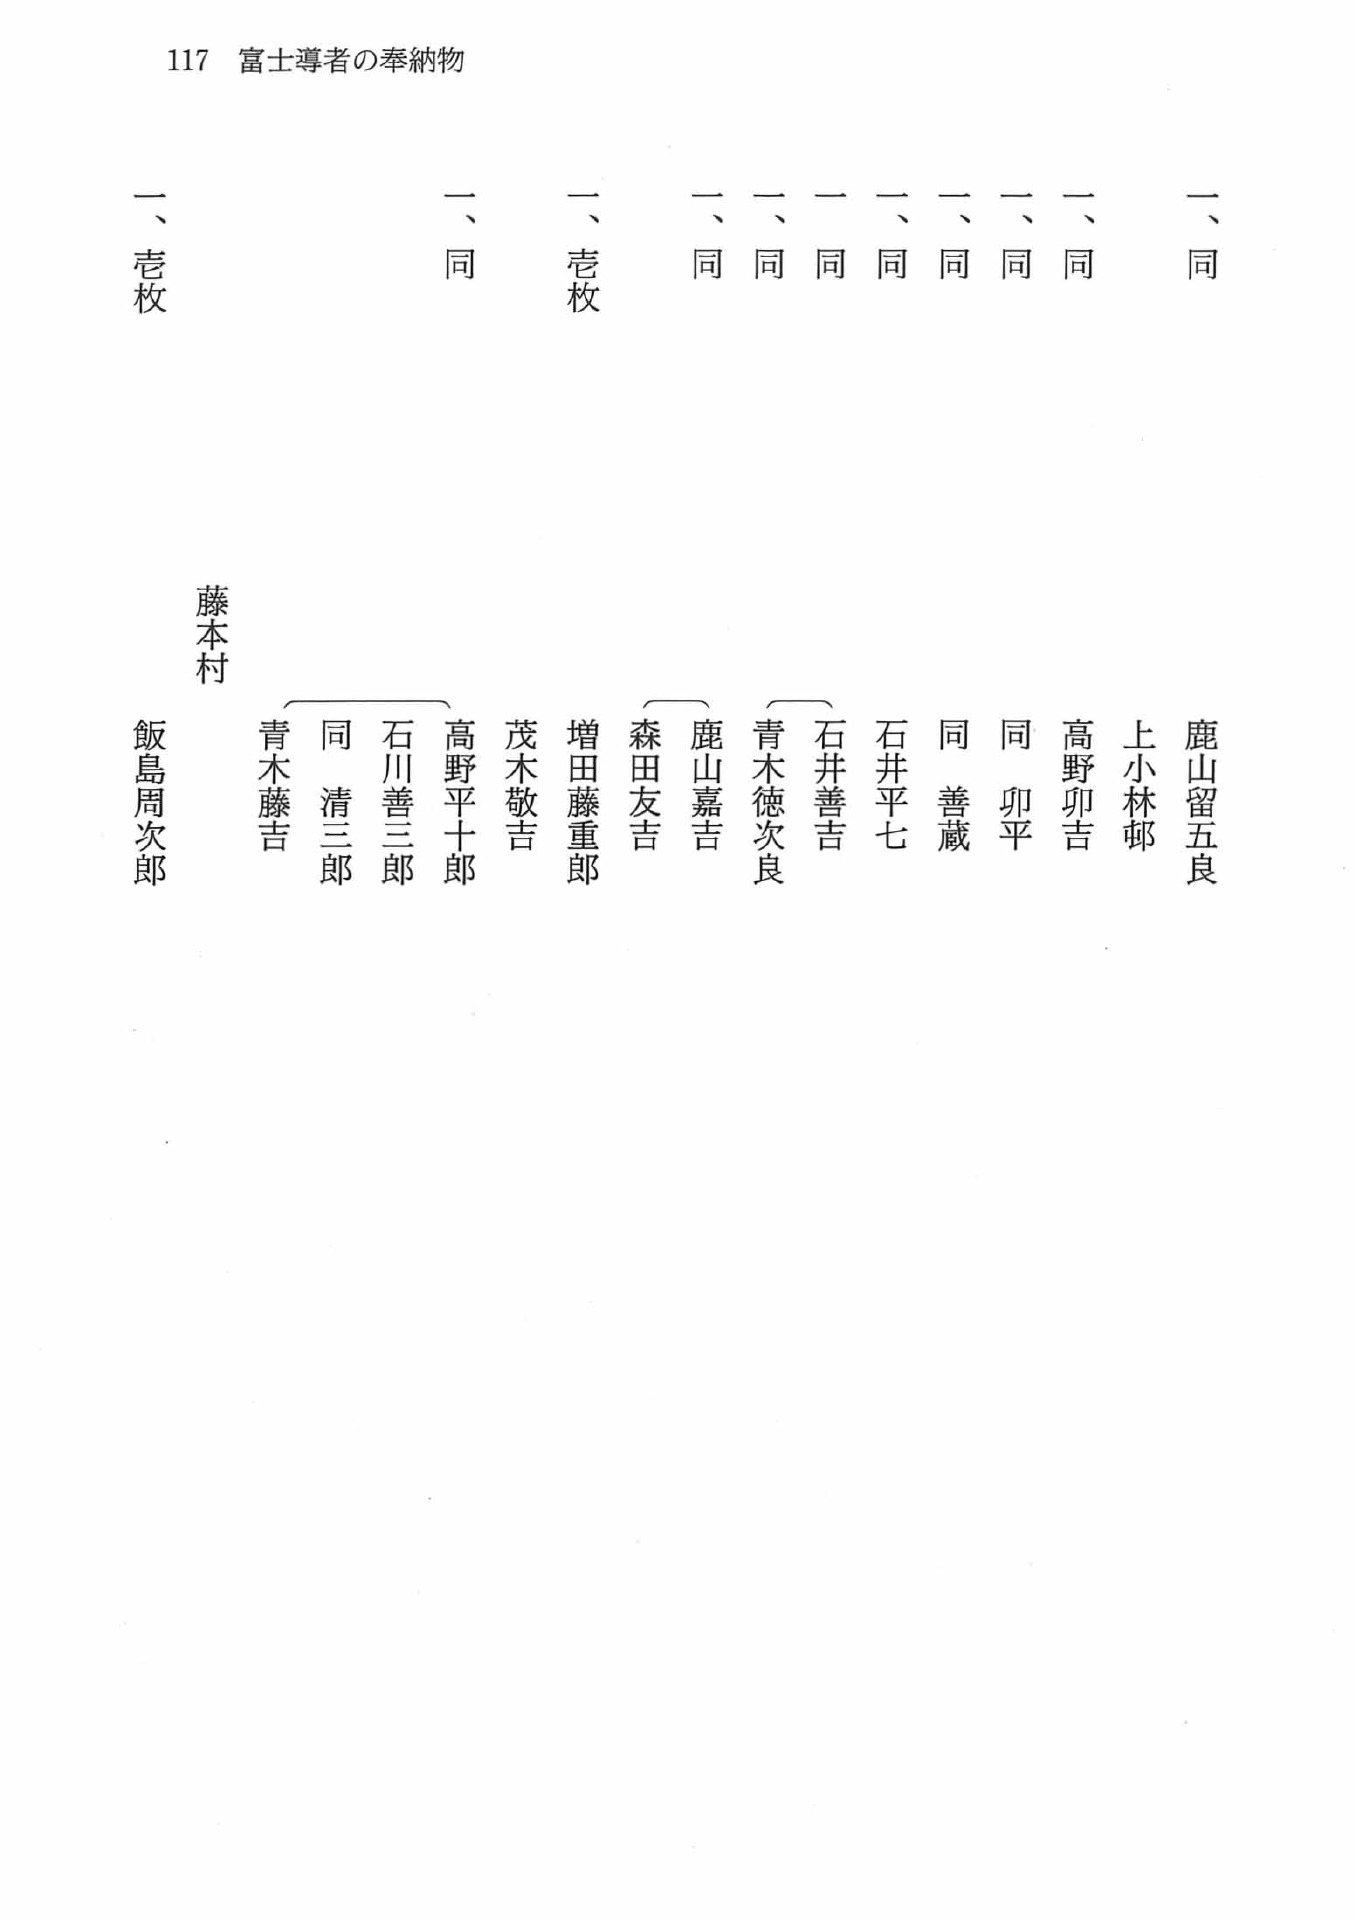 117 富士導者の奉納物
一、同 鹿山留五良
上小林邨
一、同 高野卯吉
一、同 同 卯平
一、同 同 善蔵
一、同 石井平七
一 同 石井善吉
一、同 青木徳次良
一、同 鹿山嘉吉
森田友吉
一、壱枚 増田藤重郎
茂木敬吉
一、同 高野平十郎
石川善三郎
同 清三郎
青木藤吉
藤本村
一、壱枚 飯島周次郎